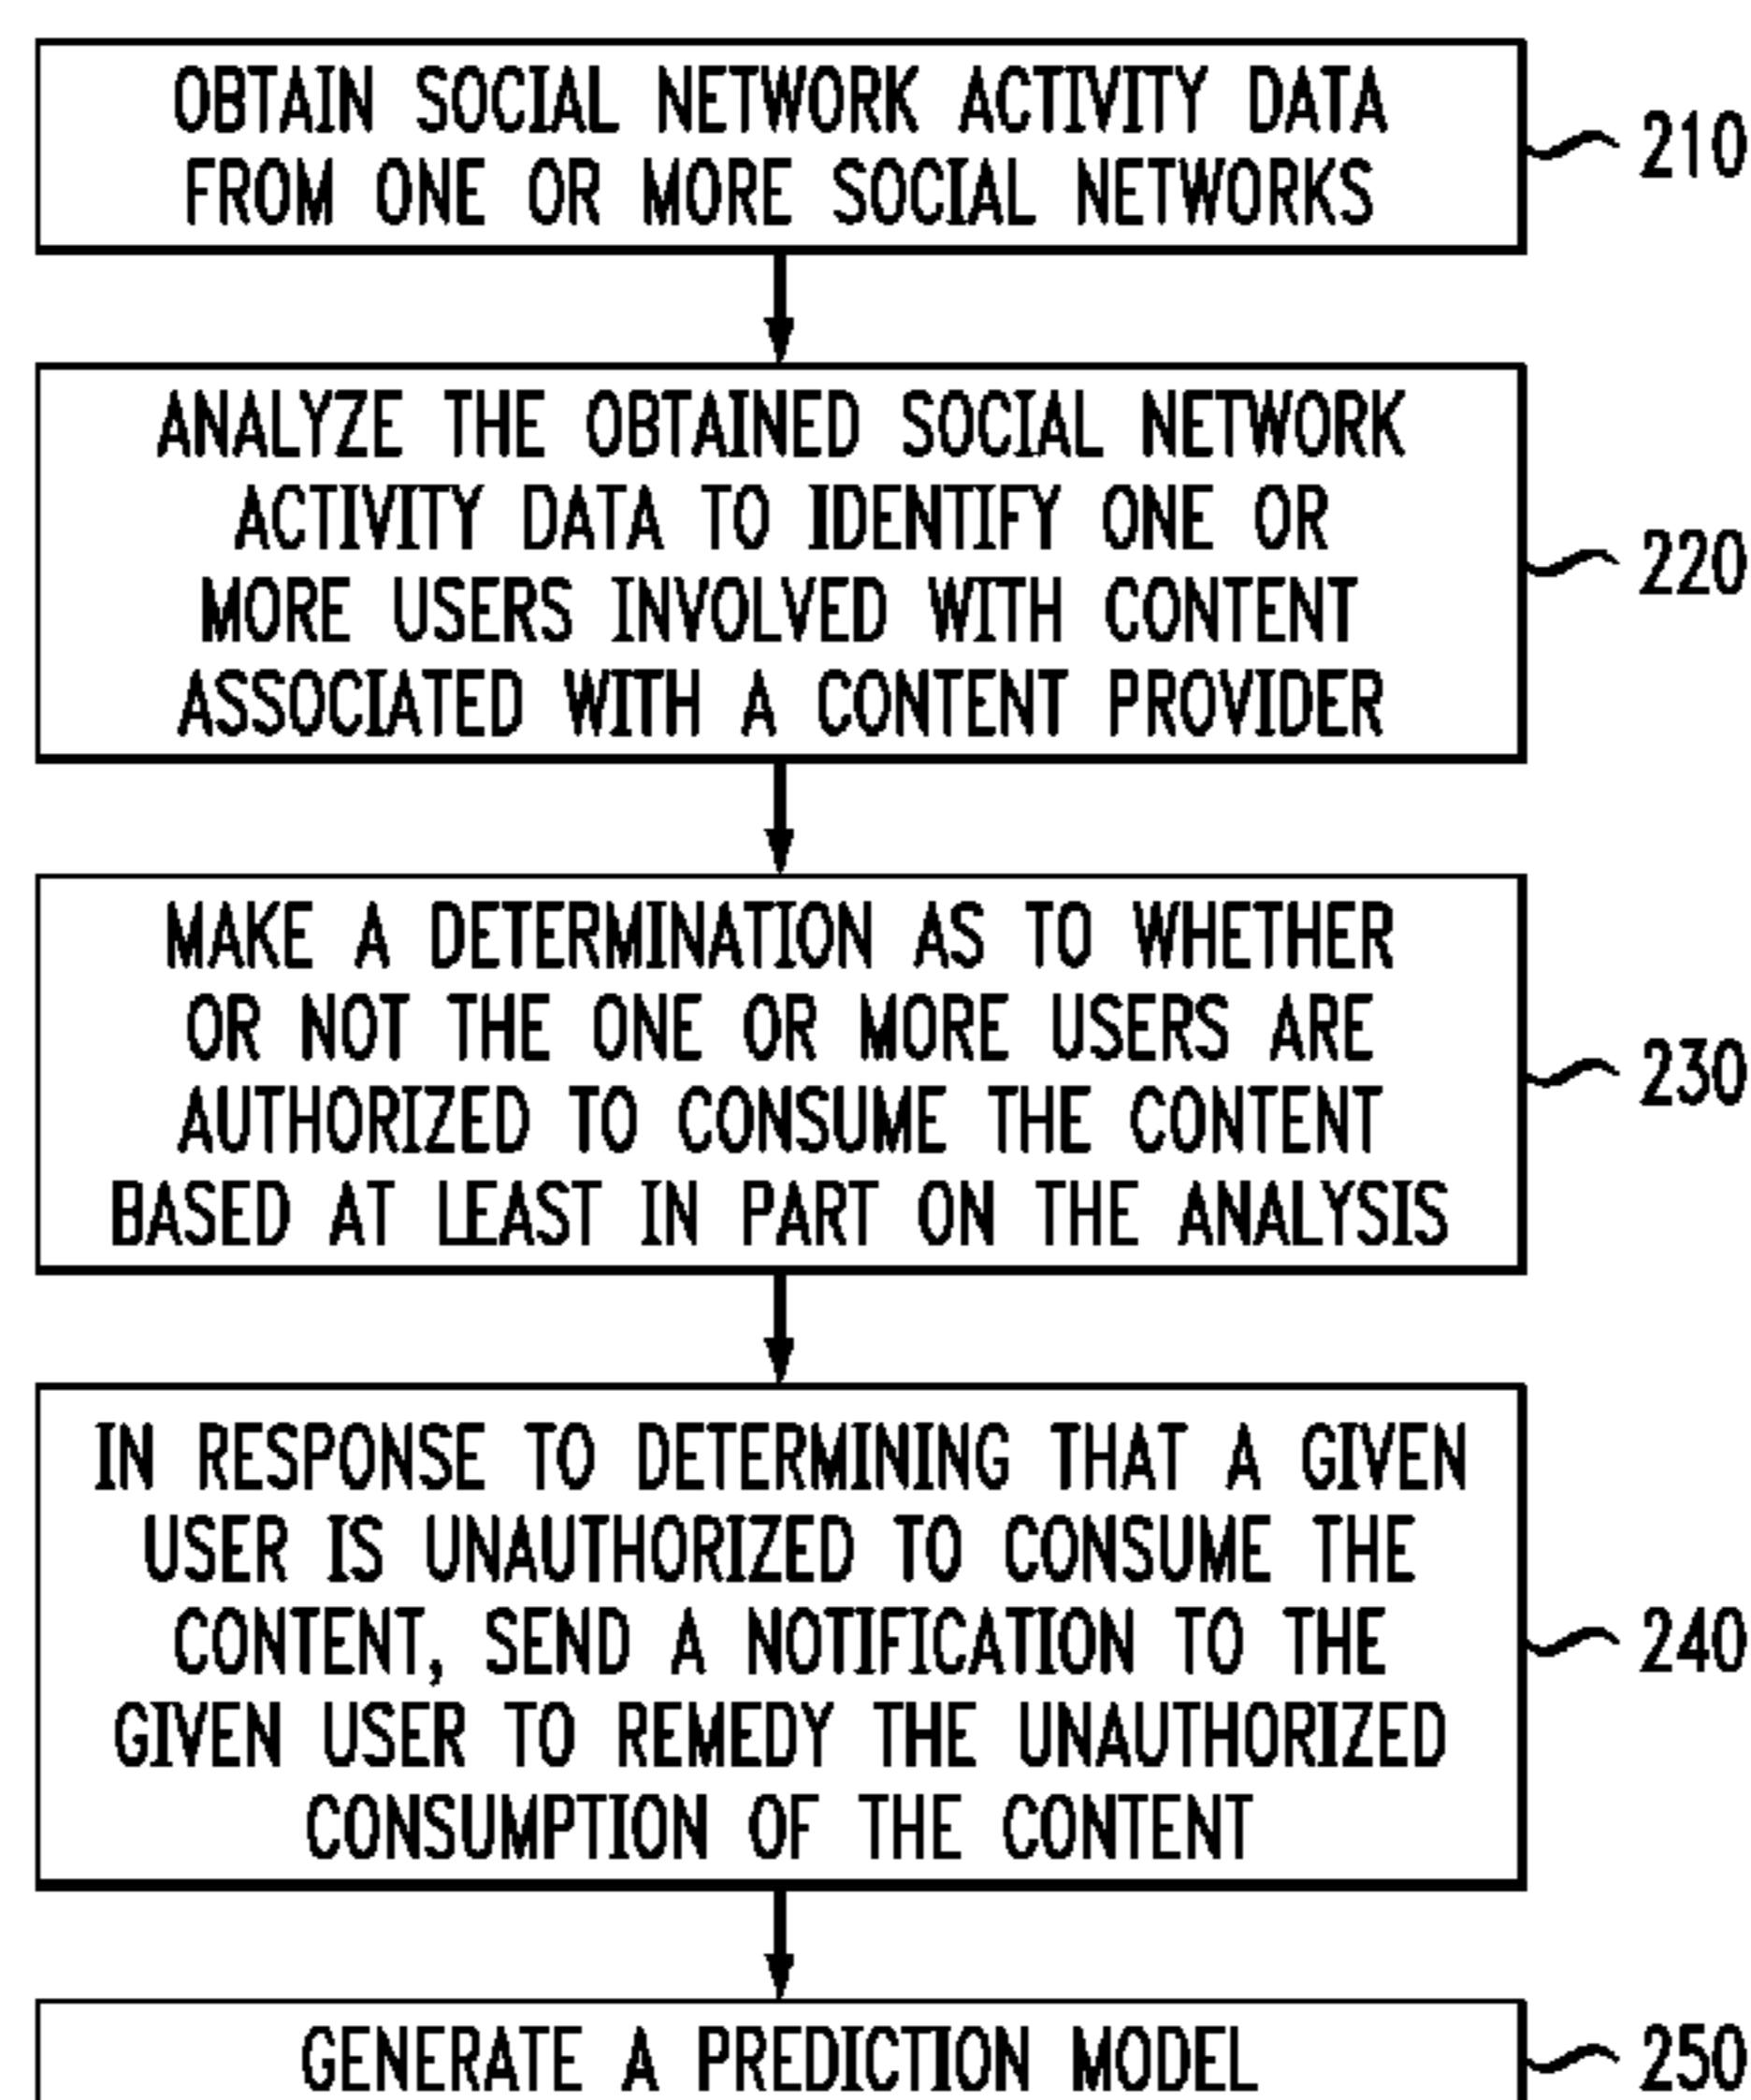 OBTAIN SOCIAL NETWORK ACTIVITY DATA
FROM ONE OR MORE SOCIAL NETWORKS
210
ANALYZE THE OBTAINED SOCIAL NETWORK
ACTIVITY DATA TO IDENTIFY ONE OR
MORE USERS INVOLVED WITH CONTENT
ASSOCIATED WITH A CONTENT PROVIDER
220
MAKE A DETERMINATION AS TO WHETHER
OR NOT THE ONE OR MORE USERS ARE
AUTHORIZED TO CONSUME THE CONTENT
BASED AT LEAST IN PART ON THE ANALYSIS
230
IN RESPONSE TO DETERMINING THAT A GIVEN
USER IS UNAUTHORIZED TO CONSUME THE
CONTENT, SEND A NOTIFICATION TO THE
GIVEN USER TO REMEDY THE UNAUTHORIZED
CONSUMPTION OF THE CONTENT
240
GENERATE A PREDICTION MODEL
250